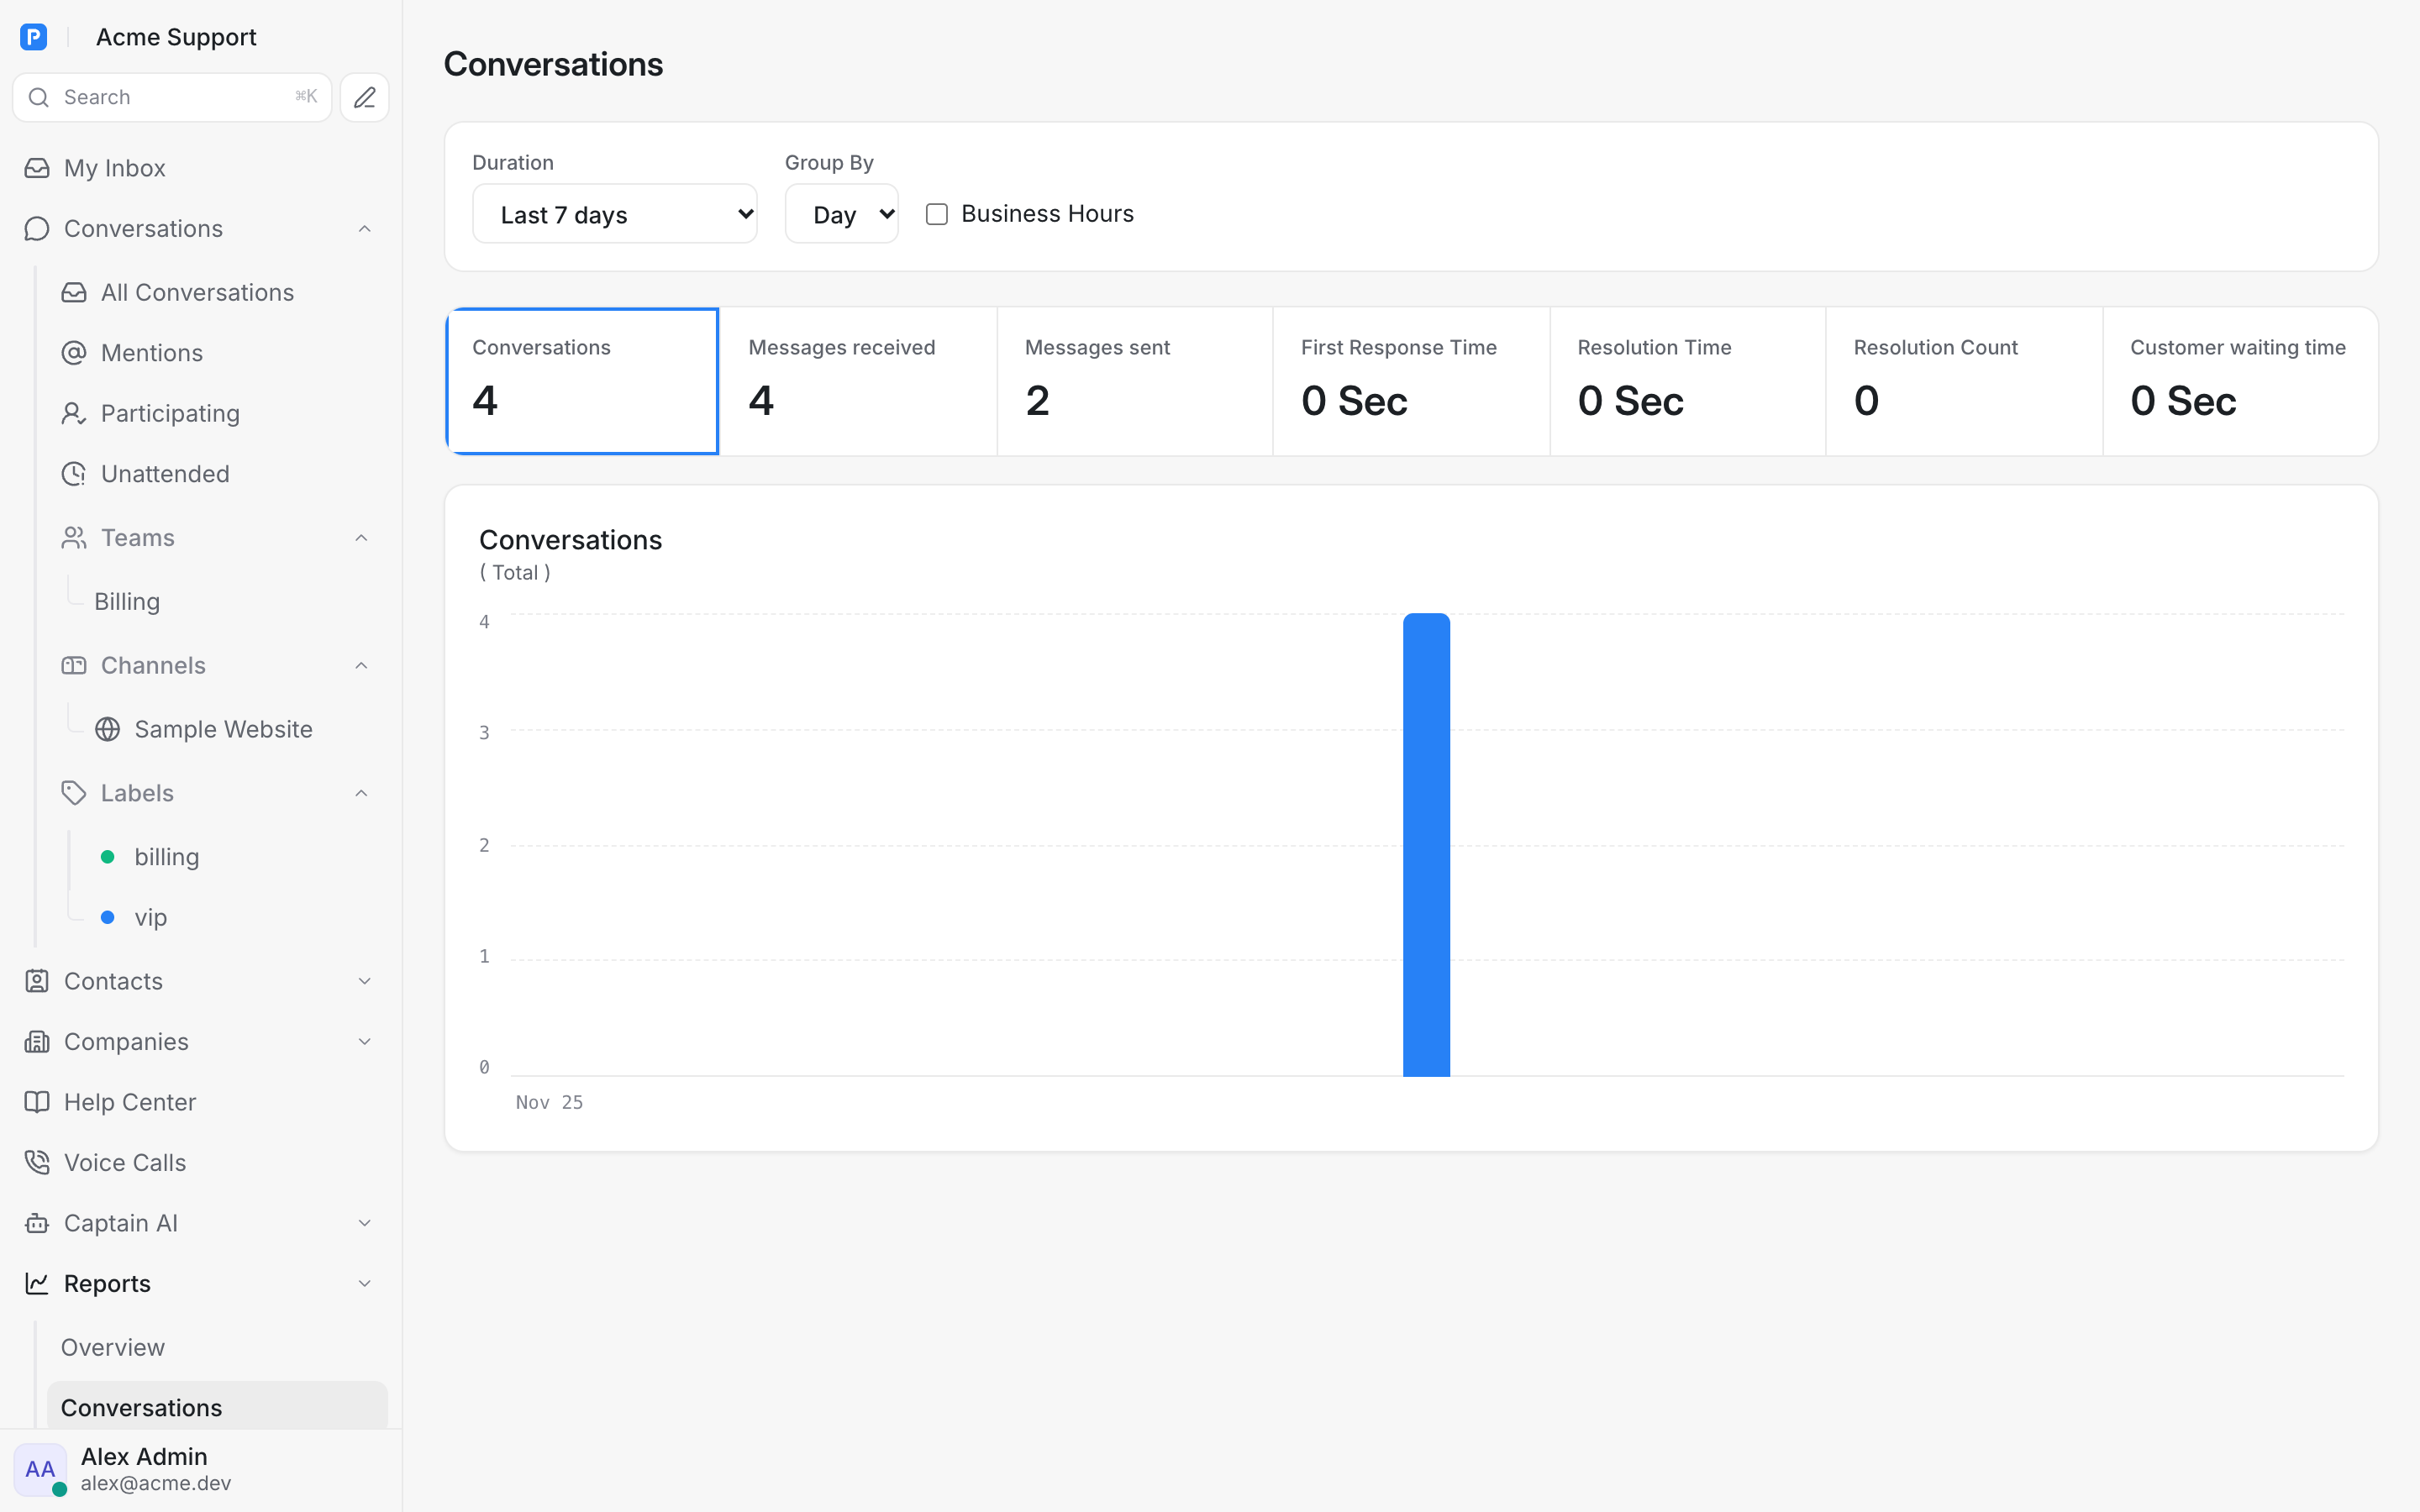 Acme Support
Search ⌘K
My Inbox
Conversations
All Conversations
Mentions
Participating
Unattended
Teams
Billing
Channels
Sample Website
Labels
billing
vip
Contacts
Companies
Help Center
Voice Calls
Captain AI
Reports
Overview
Conversations
AA
Alex Admin
alex@acme.dev
Conversations
Duration
Last 7 days
Group By
Day
Business Hours
Conversations
4
Messages received
4
Messages sent
2
First Response Time
0 Sec
Resolution Time
0 Sec
Resolution Count
0
Customer waiting time
0 Sec
Conversations
( Total )
4
3
2
1
0
Nov 25